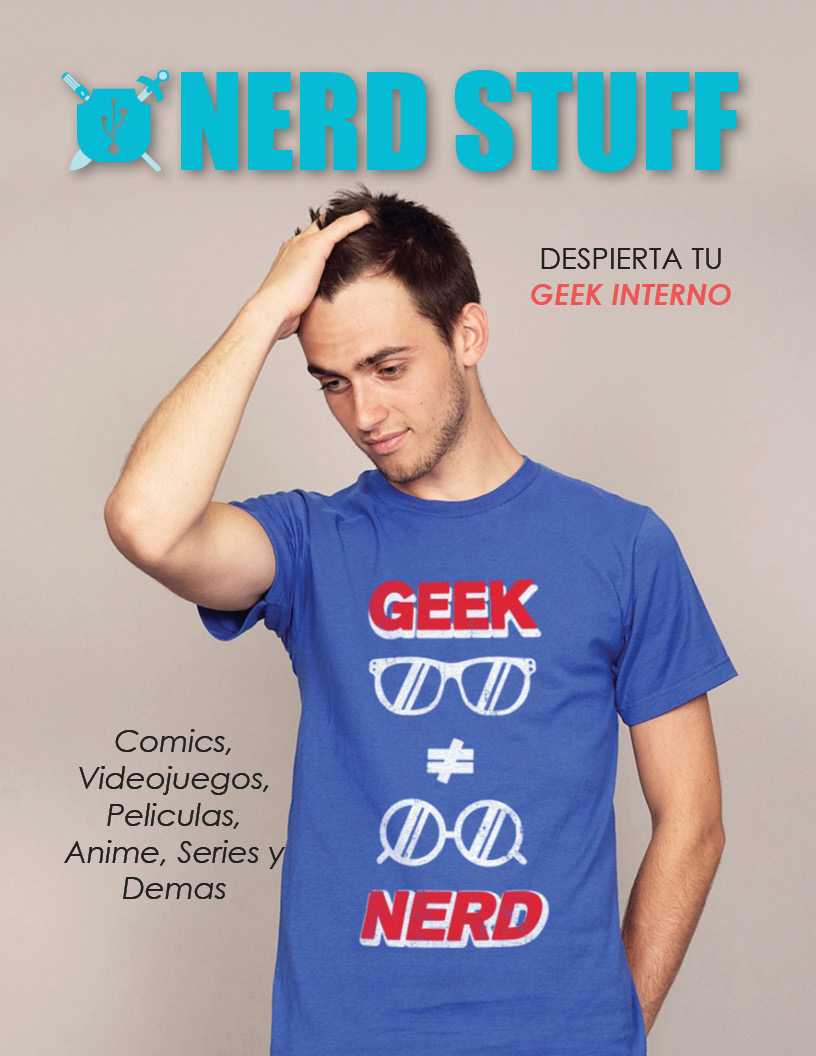 NERD STUFF
DESPIERTA TU
GEEK INTERNO
GEEK
≠
NERD
Comics,
Videojuegos,
Peliculas,
Anime, Series y
Demas